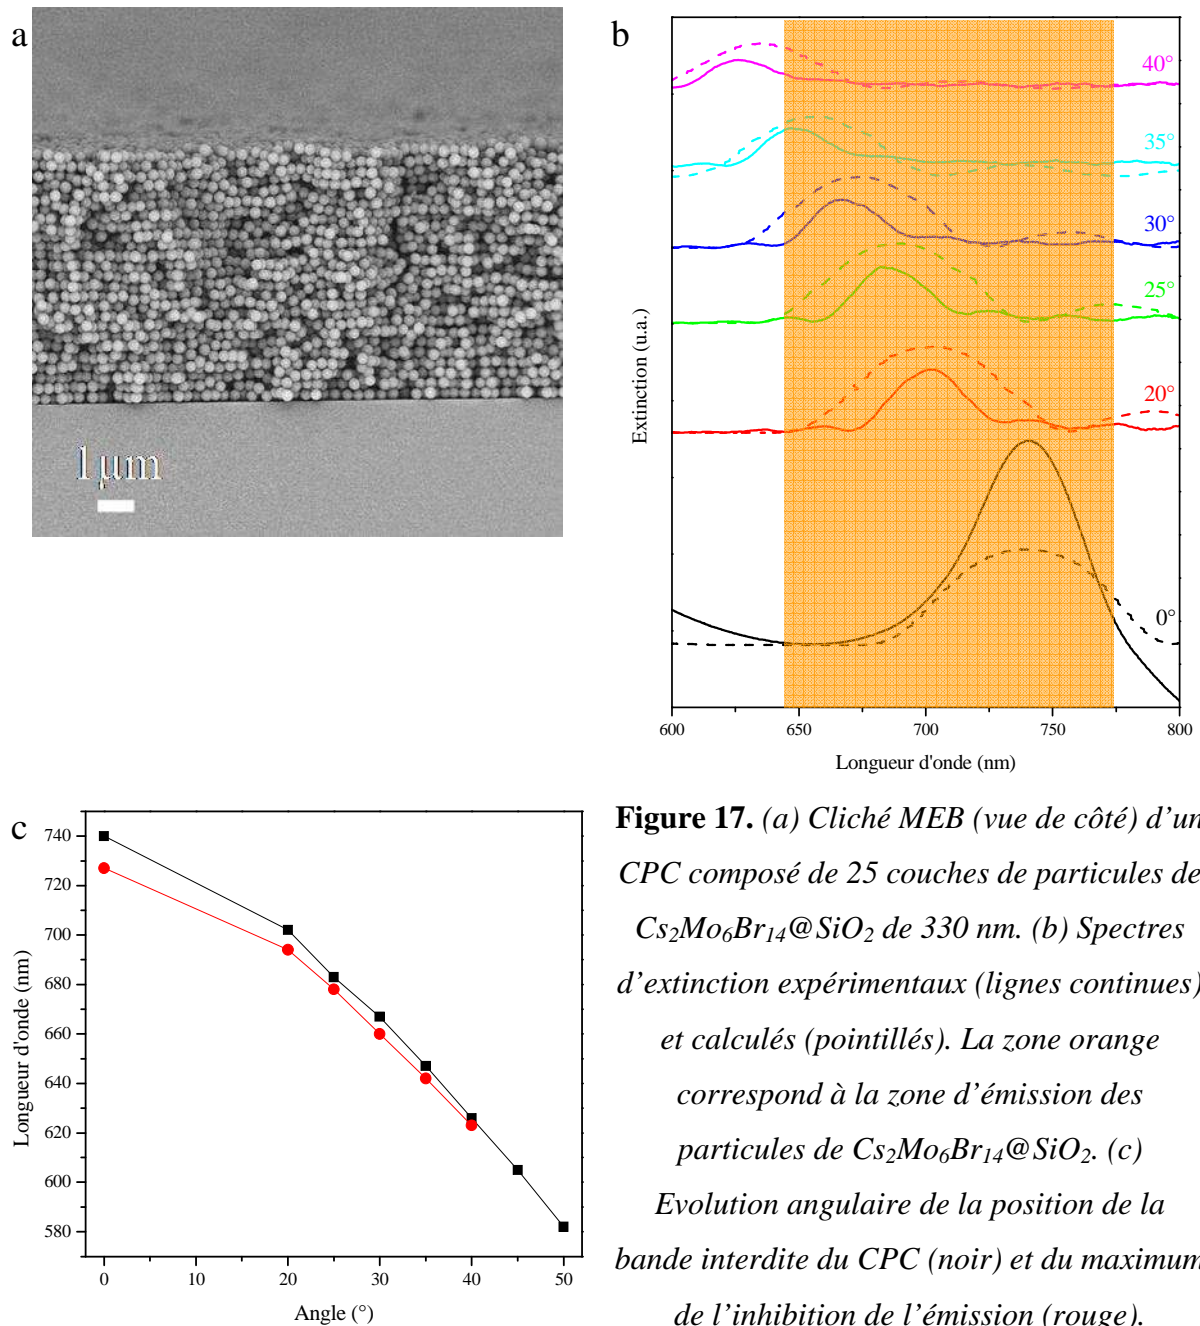 a
1µm
b
40°
35°
30°
25°
20°
0°
Extinction (u.a.)
600 650 700 750 800
Longueur d'onde (nm)
c
740
720
700
680
660
640
620
600
580
Longueur d'onde (nm)
0 10 20 30 40 50
Angle (°)
Figure 17. (a) Cliché MEB (vue de côté) d'un
CPC composé de 25 couches de particules de
Cs2Mo6Br14@SiO2 de 330 nm. (b) Spectres
d'extinction expérimentaux (lignes continues)
et calculés (pointillés). La zone orange
correspond à la zone d'émission des
particules de Cs2Mo6Br14@SiO2. (c)
Evolution angulaire de la position de la
bande interdite du CPC (noir) et du maximum
de l'inhibition de l'émission (rouge).